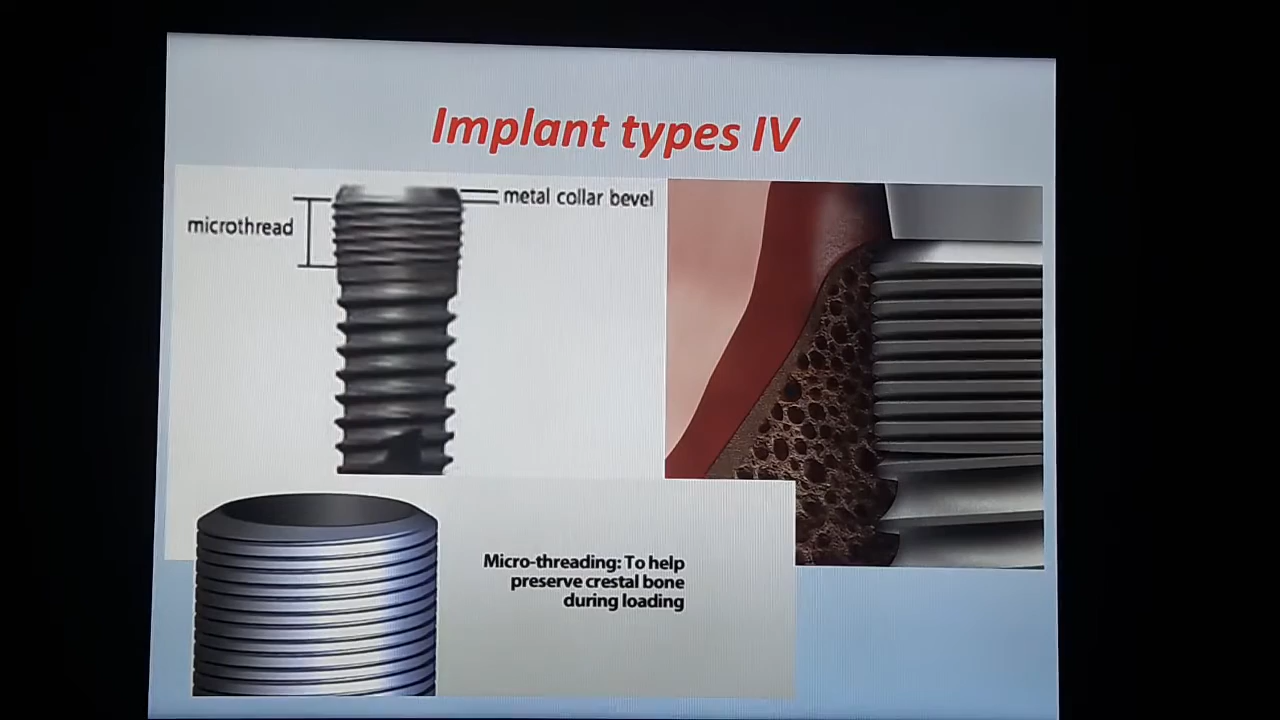 Implant types IV
metal collar bevel
microthread
Micro-threading: To help
preserve crestal bone
during loading